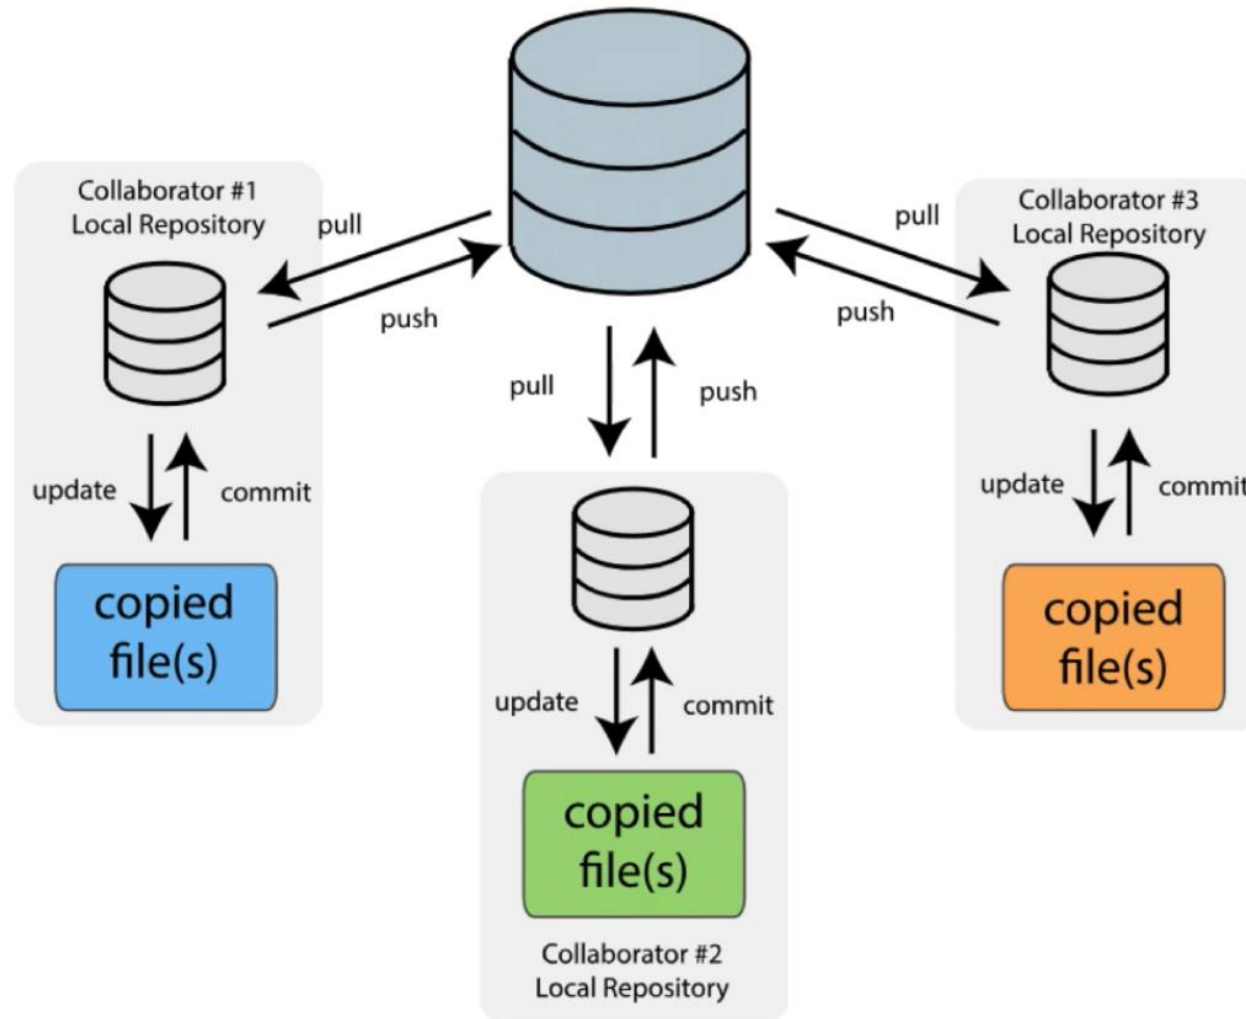 Collaborator #1
Local Repository
pull
push
update
commit
copied
file(s)
pull
push
update
commit
copied
file(s)
Collaborator #2
Local Repository
Collaborator #3
Local Repository
pull
push
update
commit
copied
file(s)